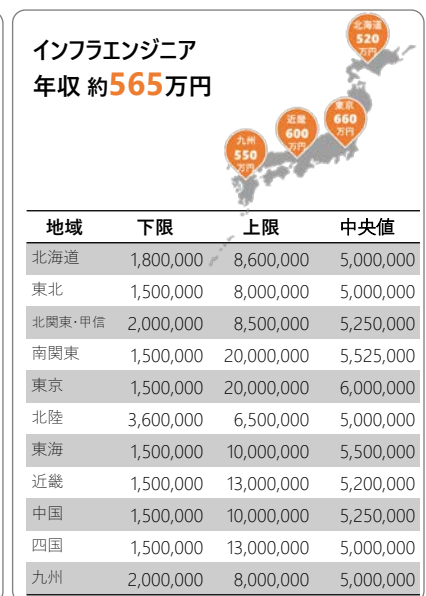 インフラエンジニア
年収 約565万円
北海道
520
万円
東京
660
万円
近畿
600
万円
九州
550
万円
地域 下限 上限 中央値
北海道 1,800,000 8,600,000 5,000,000
東北 1,500,000 8,000,000 5,000,000
北関東・甲信 2,000,000 8,500,000 5,250,000
南関東 1,500,000 20,000,000 5,525,000
東京 1,500,000 20,000,000 6,000,000
北陸 3,600,000 6,500,000 5,000,000
東海 1,500,000 10,000,000 5,500,000
近畿 1,500,000 13,000,000 5,200,000
中国 1,500,000 10,000,000 5,250,000
四国 1,500,000 13,000,000 5,000,000
九州 2,000,000 8,000,000 5,000,000